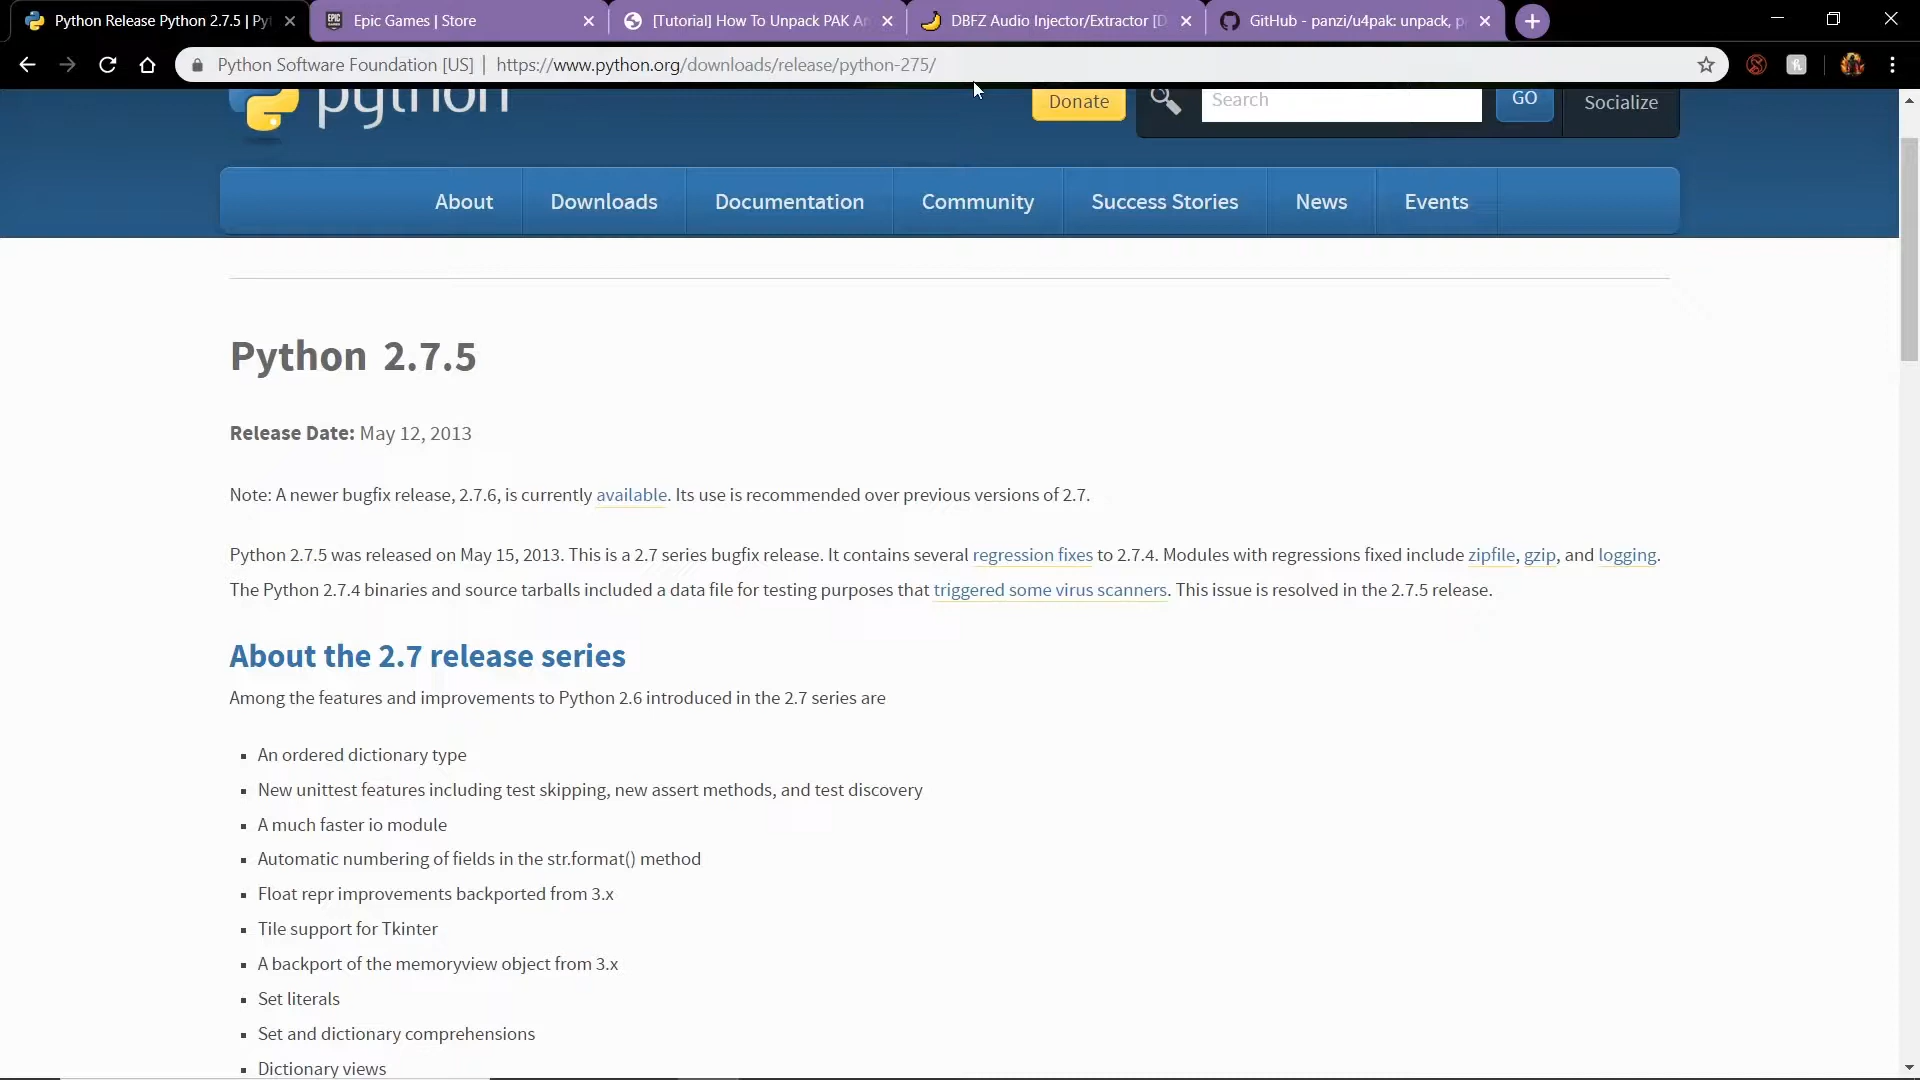 Python Release Python 2.7.5 | Py
Epic Games | Store
[Tutorial] How To Unpack PAK An
DBFZ Audio Injector/Extractor [D
GitHub - panzi/u4pak: unpack, p
Python Software Foundation [US] | https://www.python.org/downloads/release/python-275/
python
Donate
Search
GO
Socialize
About
Downloads
Documentation
Community
Success Stories
News
Events
Python 2.7.5
Release Date: May 12, 2013
Note: A newer bugfix release, 2.7.6, is currently available. Its use is recommended over previous versions of 2.7.
Python 2.7.5 was released on May 15, 2013. This is a 2.7 series bugfix release. It contains several regression fixes to 2.7.4. Modules with regressions fixed include zipfile, gzip, and logging.
The Python 2.7.4 binaries and source tarballs included a data file for testing purposes that triggered some virus scanners. This issue is resolved in the 2.7.5 release.
About the 2.7 release series
Among the features and improvements to Python 2.6 introduced in the 2.7 series are
An ordered dictionary type
New unittest features including test skipping, new assert methods, and test discovery
A much faster io module
Automatic numbering of fields in the str.format() method
Float repr improvements backported from 3.x
Tile support for Tkinter
A backport of the memoryview object from 3.x
Set literals
Set and dictionary comprehensions
Dictionary views